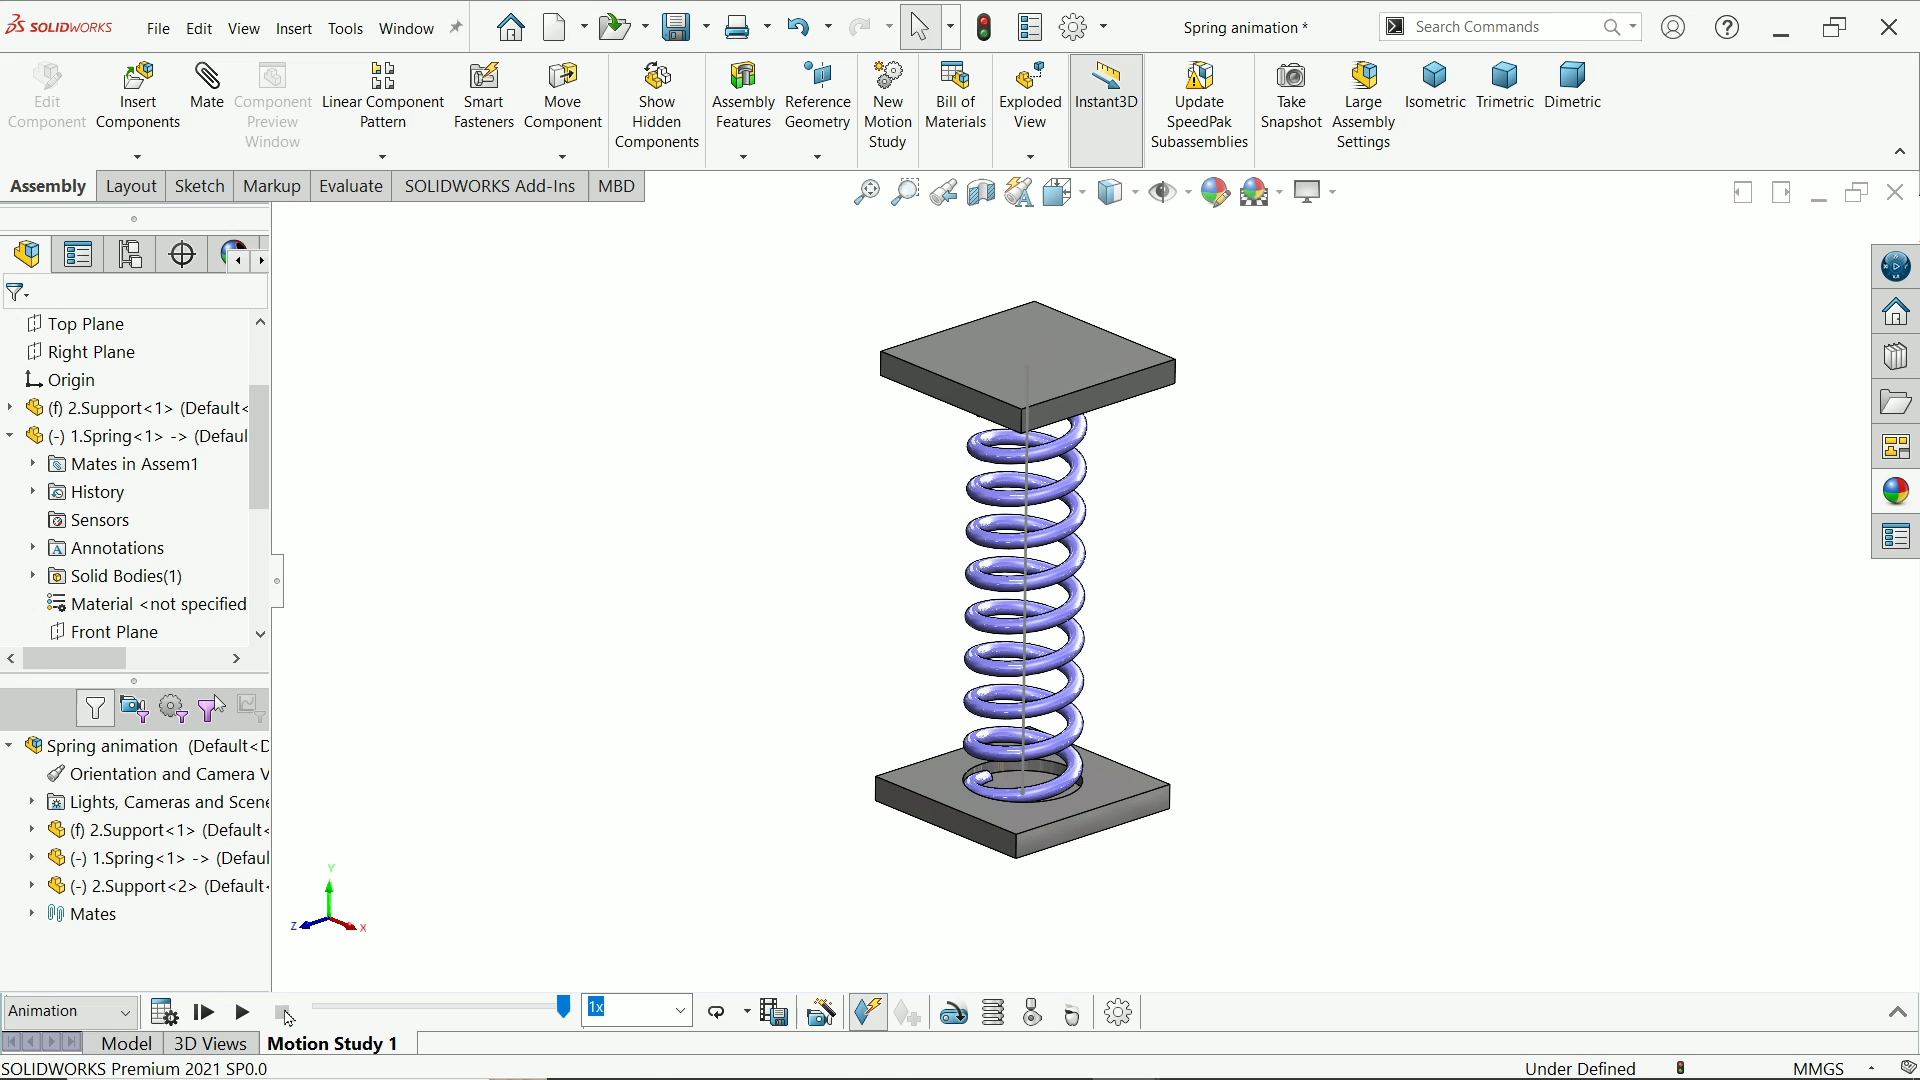 SOLIDWORKS
File Edit View Insert Tools Window
Spring animation *
Search Commands
Edit Component
Insert Components
Mate
Component Preview Window
Linear Component Pattern
Smart Fasteners
Move Component
Show Hidden Components
Assembly Features
Reference Geometry
New Motion Study
Bill of Materials
Exploded View
Instant3D
Update SpeedPak Subassemblies
Take Snapshot
Large Assembly Settings
Isometric
Trimetric
Dimetric
Assembly Layout Sketch Markup Evaluate SOLIDWORKS Add-Ins MBD
Top Plane
Right Plane
Origin
(f) 2.Support<1> (Default<
(-) 1.Spring<1> -> (Defaul
Mates in Assem1
History
Sensors
Annotations
Solid Bodies(1)
Material <not specified
Front Plane
Spring animation (Default<D
Orientation and Camera V
Lights, Cameras and Scene
(f) 2.Support<1> (Default<
(-) 1.Spring<1> -> (Defaul
(-) 2.Support<2> (Default<
Mates
Y
Z
X
Animation
1x
Model 3D Views Motion Study 1
SOLIDWORKS Premium 2021 SP0.0
Under Defined
MMGS